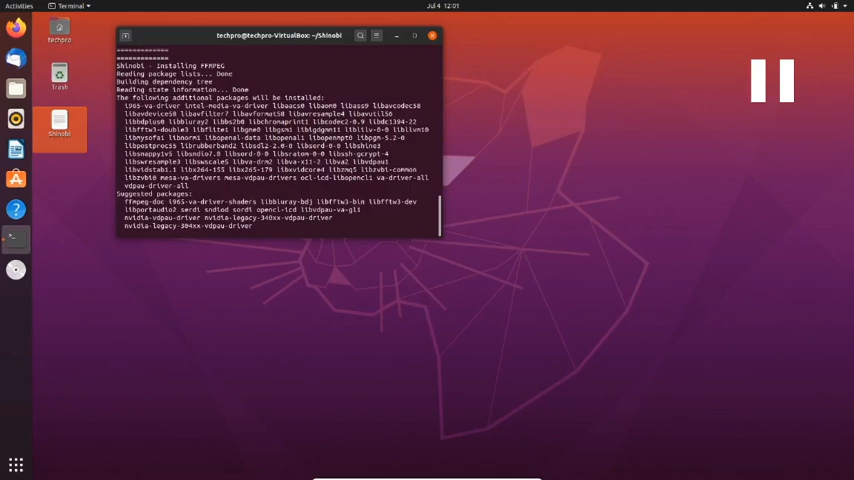 Activities
Terminal
Jul 4 12:01
techpro
Trash
Shinobi
techpro@techpro-VirtualBox: ~/Shinobi
=============
=============
Shinobi - Installing FFMPEG
Reading package lists... Done
Building dependency tree
Reading state information... Done
The following additional packages will be installed:
i965-va-driver intel-media-va-driver libaacs0 libaom0 libass9 libavcodec58
libavdevice58 libavfilter7 libavformat58 libavresample4 libavutil56
libbdplus0 libbluray2 libbs2b0 libchromaprint1 libcodec2-0.9 libdc1394-22
libfftw3-double3 libflite1 libgme0 libgsm1 libigdgmm11 liblilv-0-0 libllvm10
libmysofa1 libnorm1 libopenal-data libopenal1 libopenmpt0 libpgm-5.2-0
libpostproc55 librubberband2 libsdl2-2.0-0 libserd-0-0 libshine3
libsnappy1v5 libsndio7.0 libsord-0-0 libsratom-0-0 libssh-gcrypt-4
libswresample3 libswscale5 libva-drm2 libva-x11-2 libva2 libvdpau1
libvidstab1.1 libx264-155 libx265-179 libxvidcore4 libzmq5 libzvbi-common
libzvbi0 mesa-va-drivers mesa-vdpau-drivers ocl-icd-libopencl1 va-driver-all
vdpau-driver-all
Suggested packages:
ffmpeg-doc i965-va-driver-shaders libbluray-bdj libfftw3-bin libfftw3-dev
libportaudio2 serdi sndiod sordi opencl-icd libvdpau-va-gl1
nvidia-vdpau-driver nvidia-legacy-340xx-vdpau-driver
nvidia-legacy-304xx-vdpau-driver